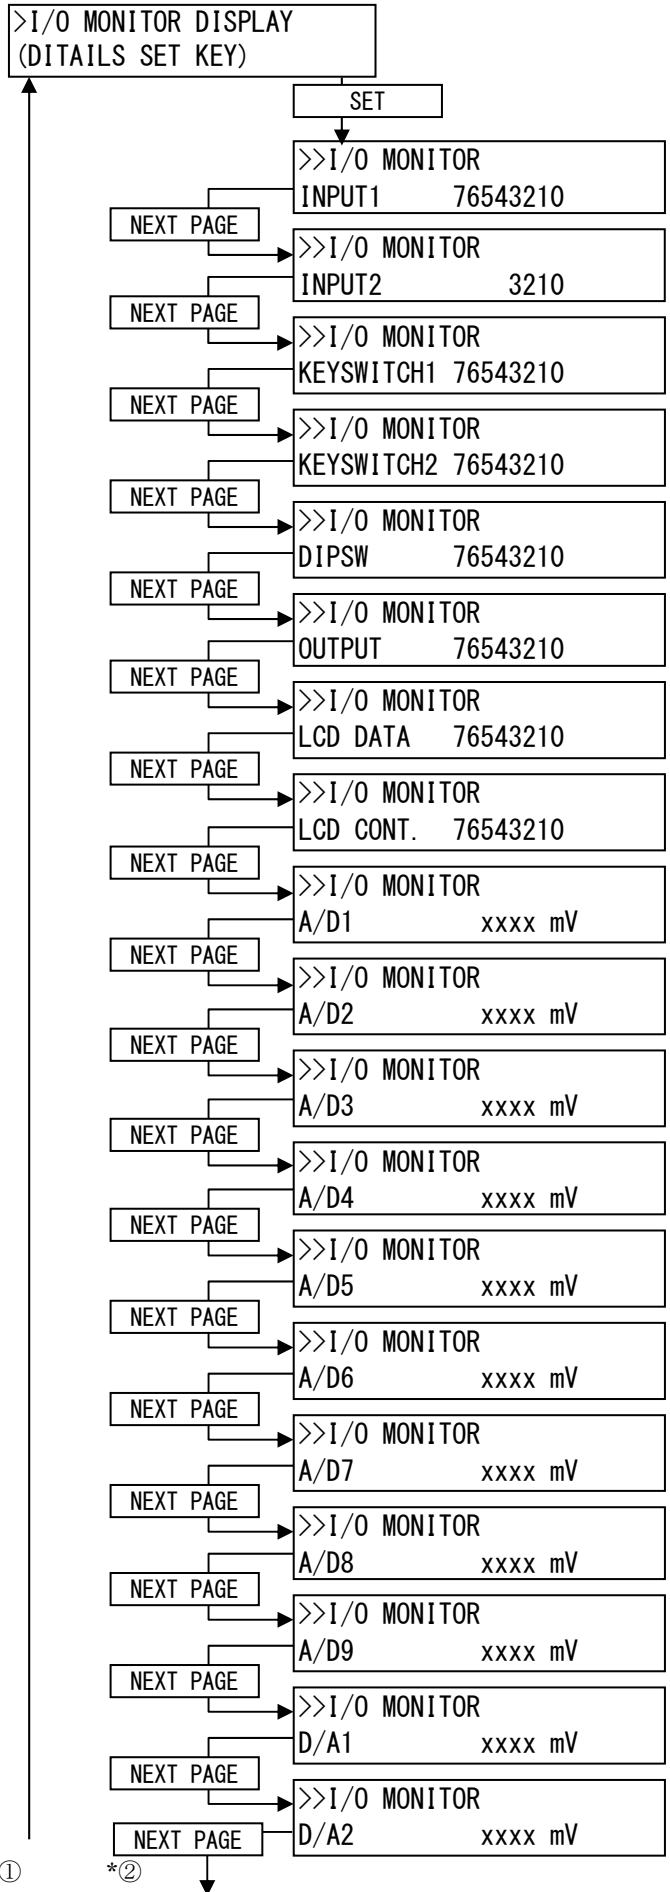 >I/O MONITOR DISPLAY
(DITAILS SET KEY)
SET
>>I/O MONITOR
INPUT1 76543210
NEXT PAGE
>>I/O MONITOR
INPUT2 3210
NEXT PAGE
>>I/O MONITOR
KEYSWITCH1 76543210
NEXT PAGE
>>I/O MONITOR
KEYSWITCH2 76543210
NEXT PAGE
>>I/O MONITOR
DIPSW 76543210
NEXT PAGE
>>I/O MONITOR
OUTPUT 76543210
NEXT PAGE
>>I/O MONITOR
LCD DATA 76543210
NEXT PAGE
>>I/O MONITOR
LCD CONT. 76543210
NEXT PAGE
>>I/O MONITOR
A/D1 xxxx mV
NEXT PAGE
>>I/O MONITOR
A/D2 xxxx mV
NEXT PAGE
>>I/O MONITOR
A/D3 xxxx mV
NEXT PAGE
>>I/O MONITOR
A/D4 xxxx mV
NEXT PAGE
>>I/O MONITOR
A/D5 xxxx mV
NEXT PAGE
>>I/O MONITOR
A/D6 xxxx mV
NEXT PAGE
>>I/O MONITOR
A/D7 xxxx mV
NEXT PAGE
>>I/O MONITOR
A/D8 xxxx mV
NEXT PAGE
>>I/O MONITOR
A/D9 xxxx mV
NEXT PAGE
>>I/O MONITOR
D/A1 xxxx mV
NEXT PAGE
>>I/O MONITOR
D/A2 xxxx mV
NEXT PAGE
① *②